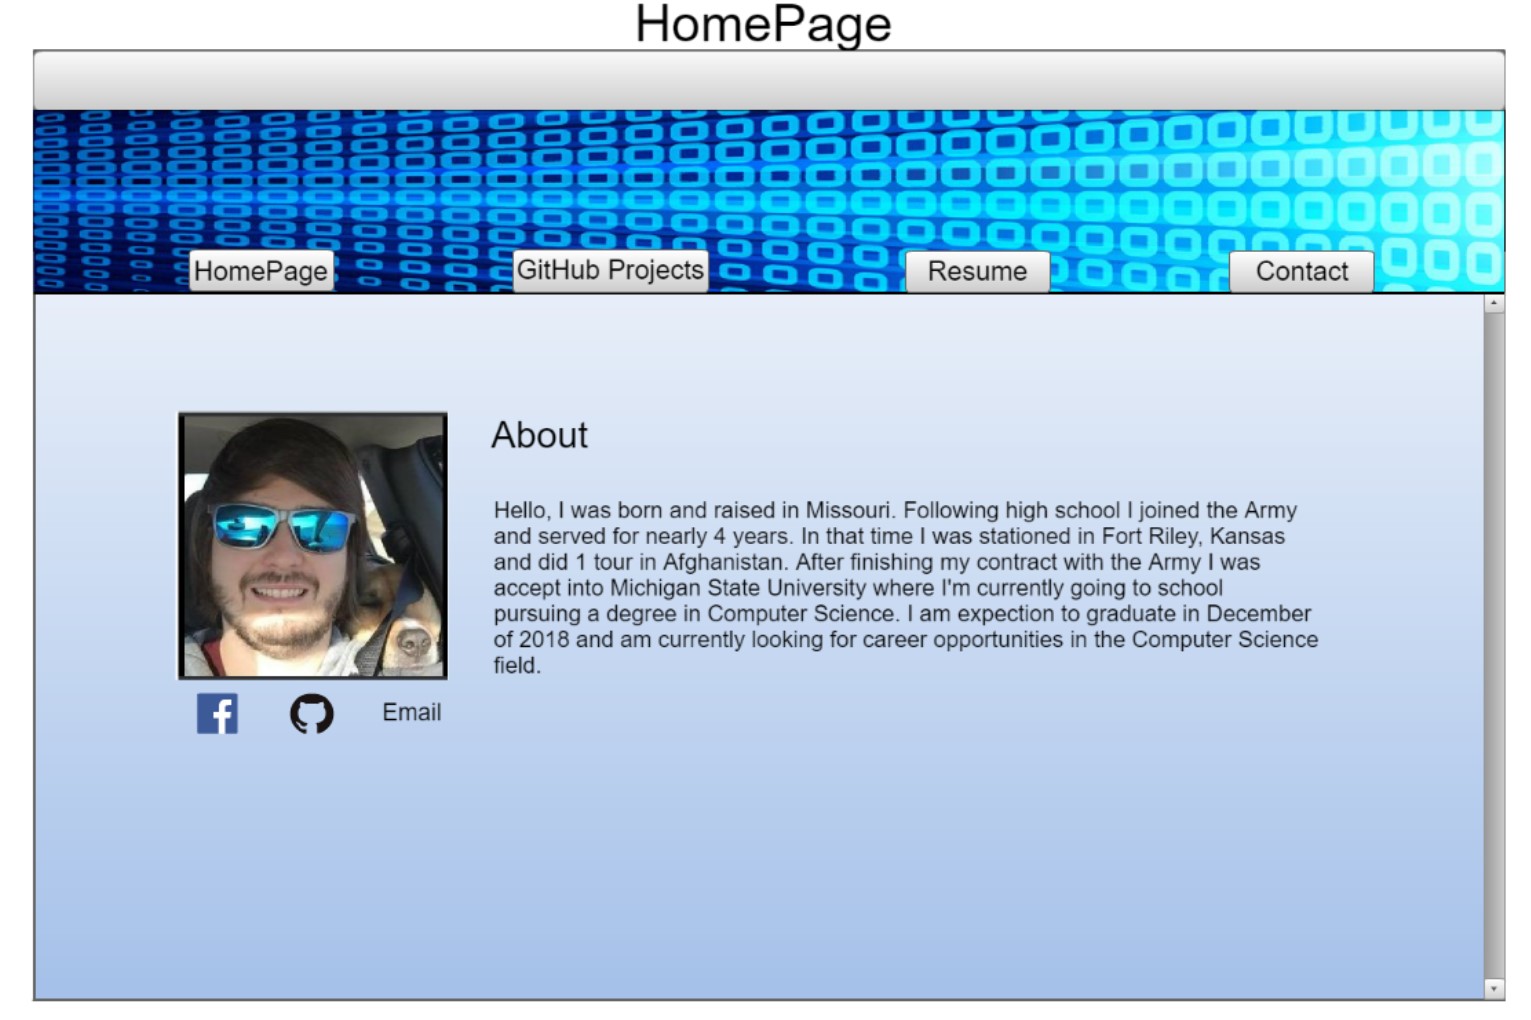 HomePage
HomePage
GitHub Projects
Resume
Contact
About
Hello, I was born and raised in Missouri. Following high school I joined the Army
and served for nearly 4 years. In that time I was stationed in Fort Riley, Kansas
and did 1 tour in Afghanistan. After finishing my contract with the Army I was
accept into Michigan State University where I'm currently going to school
pursuing a degree in Computer Science. I am expection to graduate in December
of 2018 and am currently looking for career opportunities in the Computer Science
field.
Email